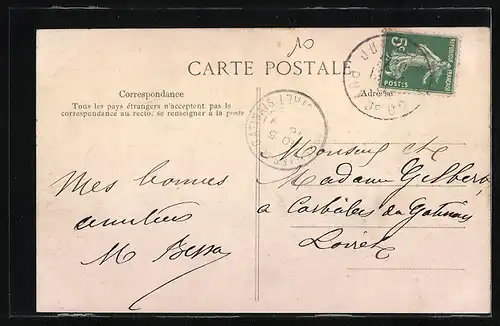 10
CARTE POSTALE
5c
POSTES
Correspondance
Adresse
Tous les pays étrangers n'acceptent pas la
correspondance au recto. se renseigner à la poste
Monsieur et
Madame Gilbert
Mes bonnes
amitiés
à Corbeilles du Gatinais
Loiret
M